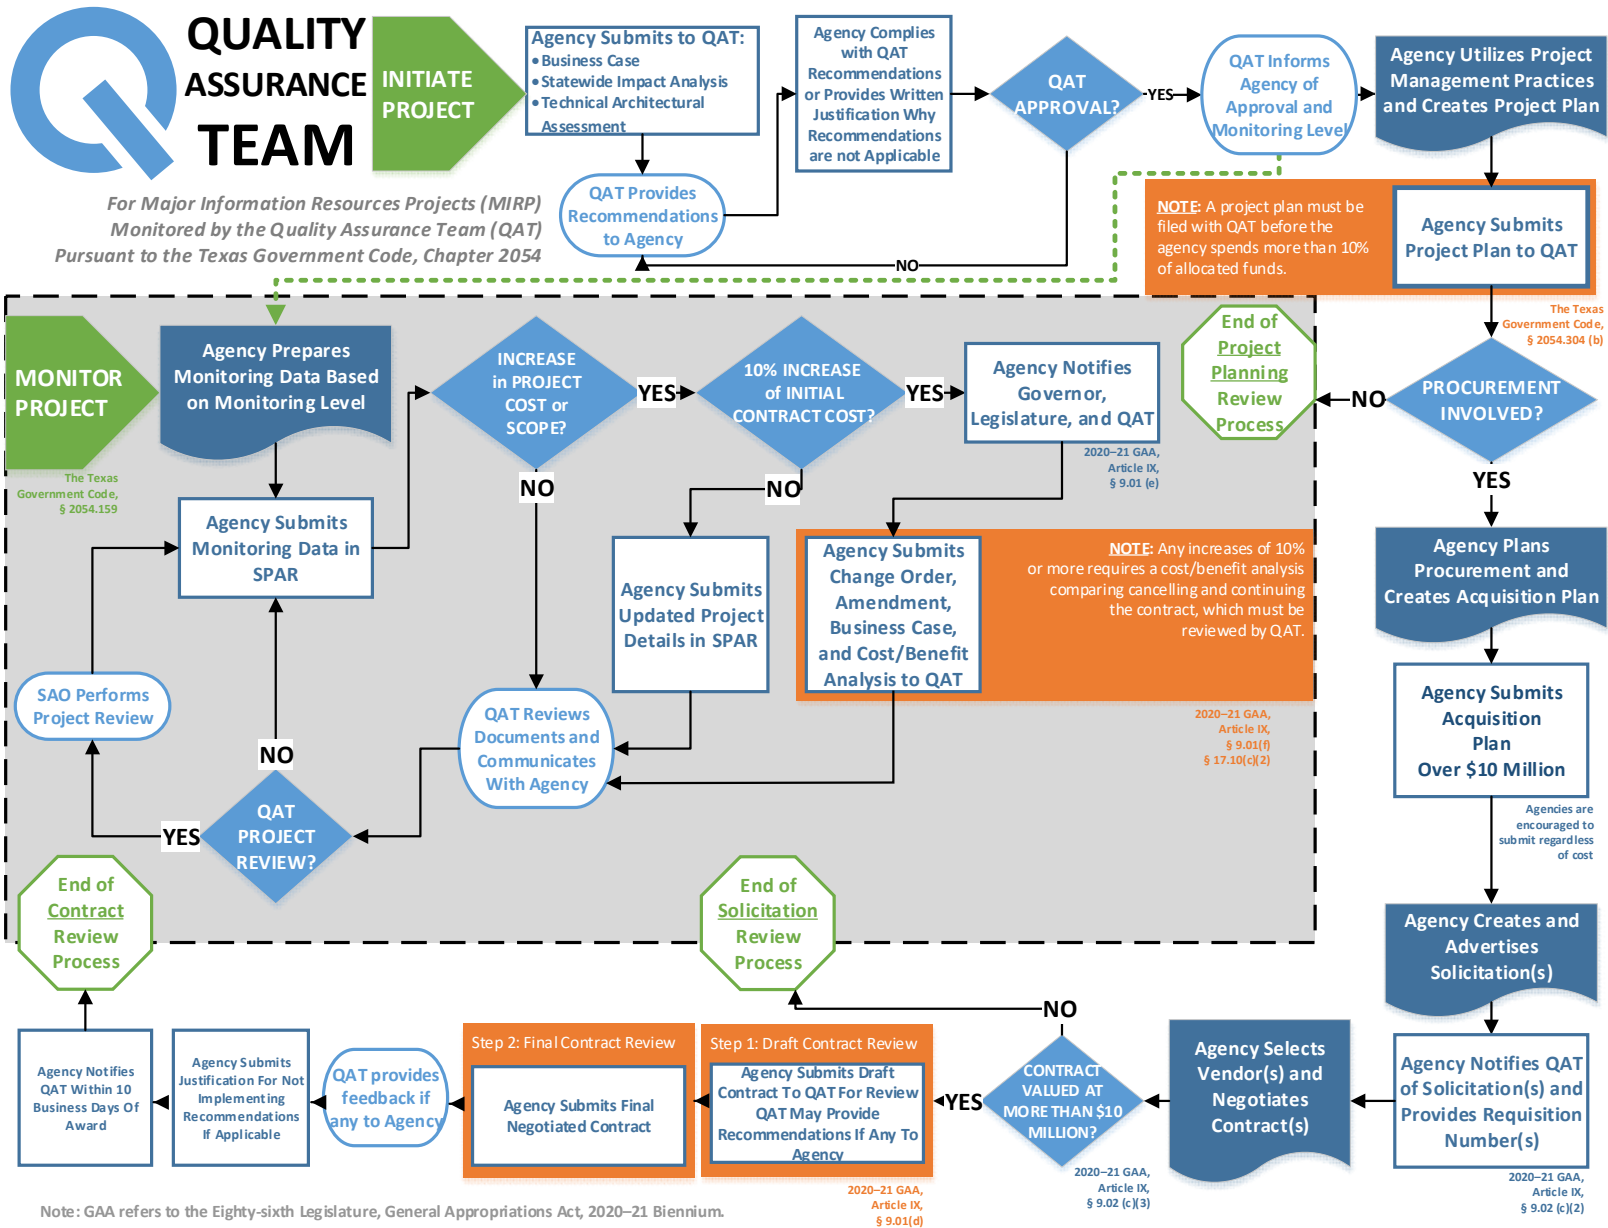 QUALITY
ASSURANCE
TEAM
For Major Information Resources Projects (MIRP)
Monitored by the Quality Assurance Team (QAT)
Pursuant to the Texas Government Code, Chapter 2054
INITIATE
PROJECT
Agency Submits to QAT:
• Business Case
• Statewide Impact Analysis
• Technical Architectural
Assessment
QAT Provides
Recommendations
to Agency
Agency Complies
with QAT
Recommendations
or Provides Written
Justification Why
Recommendations
are not Applicable
QAT
APPROVAL?
NO
YES
QAT Informs
Agency of
Approval and
Monitoring Level
Agency Utilizes Project
Management Practices
and Creates Project Plan
NOTE: A project plan must be
filed with QAT before the
agency spends more than 10%
of allocated funds.
Agency Submits
Project Plan to QAT
The Texas
Government Code,
§ 2054.304 (b)
PROCUREMENT
INVOLVED?
NO
End of
Project
Planning
Review
Process
YES
Agency Plans
Procurement and
Creates Acquisition Plan
Agency Submits
Acquisition
Plan
Over $10 Million
Agencies are
encouraged to
submit regardless
of cost
Agency Creates and
Advertises
Solicitation(s)
Agency Notifies QAT
of Solicitation(s) and
Provides Requisition
Number(s)
2020–21 GAA,
Article IX,
§ 9.02 (c)(2)
Agency Selects
Vendor(s) and
Negotiates
Contract(s)
CONTRACT
VALUED AT
MORE THAN $10
MILLION?
2020–21 GAA,
Article IX,
§ 9.02 (c)(3)
NO
End of
Solicitation
Review
Process
YES
Step 1: Draft Contract Review
Agency Submits Draft
Contract To QAT For Review
QAT May Provide
Recommendations If Any To
Agency
2020–21 GAA,
Article IX,
§ 9.01(d)
Step 2: Final Contract Review
Agency Submits Final
Negotiated Contract
QAT provides
feedback if
any to Agency
Agency Submits
Justification For Not
Implementing
Recommendations
If Applicable
Agency Notifies
QAT Within 10
Business Days Of
Award
End of
Contract
Review
Process
MONITOR
PROJECT
The Texas
Government Code,
§ 2054.159
Agency Prepares
Monitoring Data Based
on Monitoring Level
Agency Submits
Monitoring Data in
SPAR
INCREASE
in PROJECT
COST or
SCOPE?
YES
NO
10% INCREASE
of INITIAL
CONTRACT COST?
YES
NO
Agency Notifies
Governor,
Legislature, and QAT
2020–21 GAA,
Article IX,
§ 9.01 (e)
Agency Submits
Updated Project
Details in SPAR
Agency Submits
Change Order,
Amendment,
Business Case,
and Cost/Benefit
Analysis to QAT
NOTE: Any increases of 10%
or more requires a cost/benefit analysis
comparing cancelling and continuing
the contract, which must be
reviewed by QAT.
2020–21 GAA,
Article IX,
§ 9.01(f)
§ 17.10(c)(2)
QAT Reviews
Documents and
Communicates
With Agency
QAT
PROJECT
REVIEW?
NO
YES
SAO Performs
Project Review
Note: GAA refers to the Eighty-sixth Legislature, General Appropriations Act, 2020–21 Biennium.